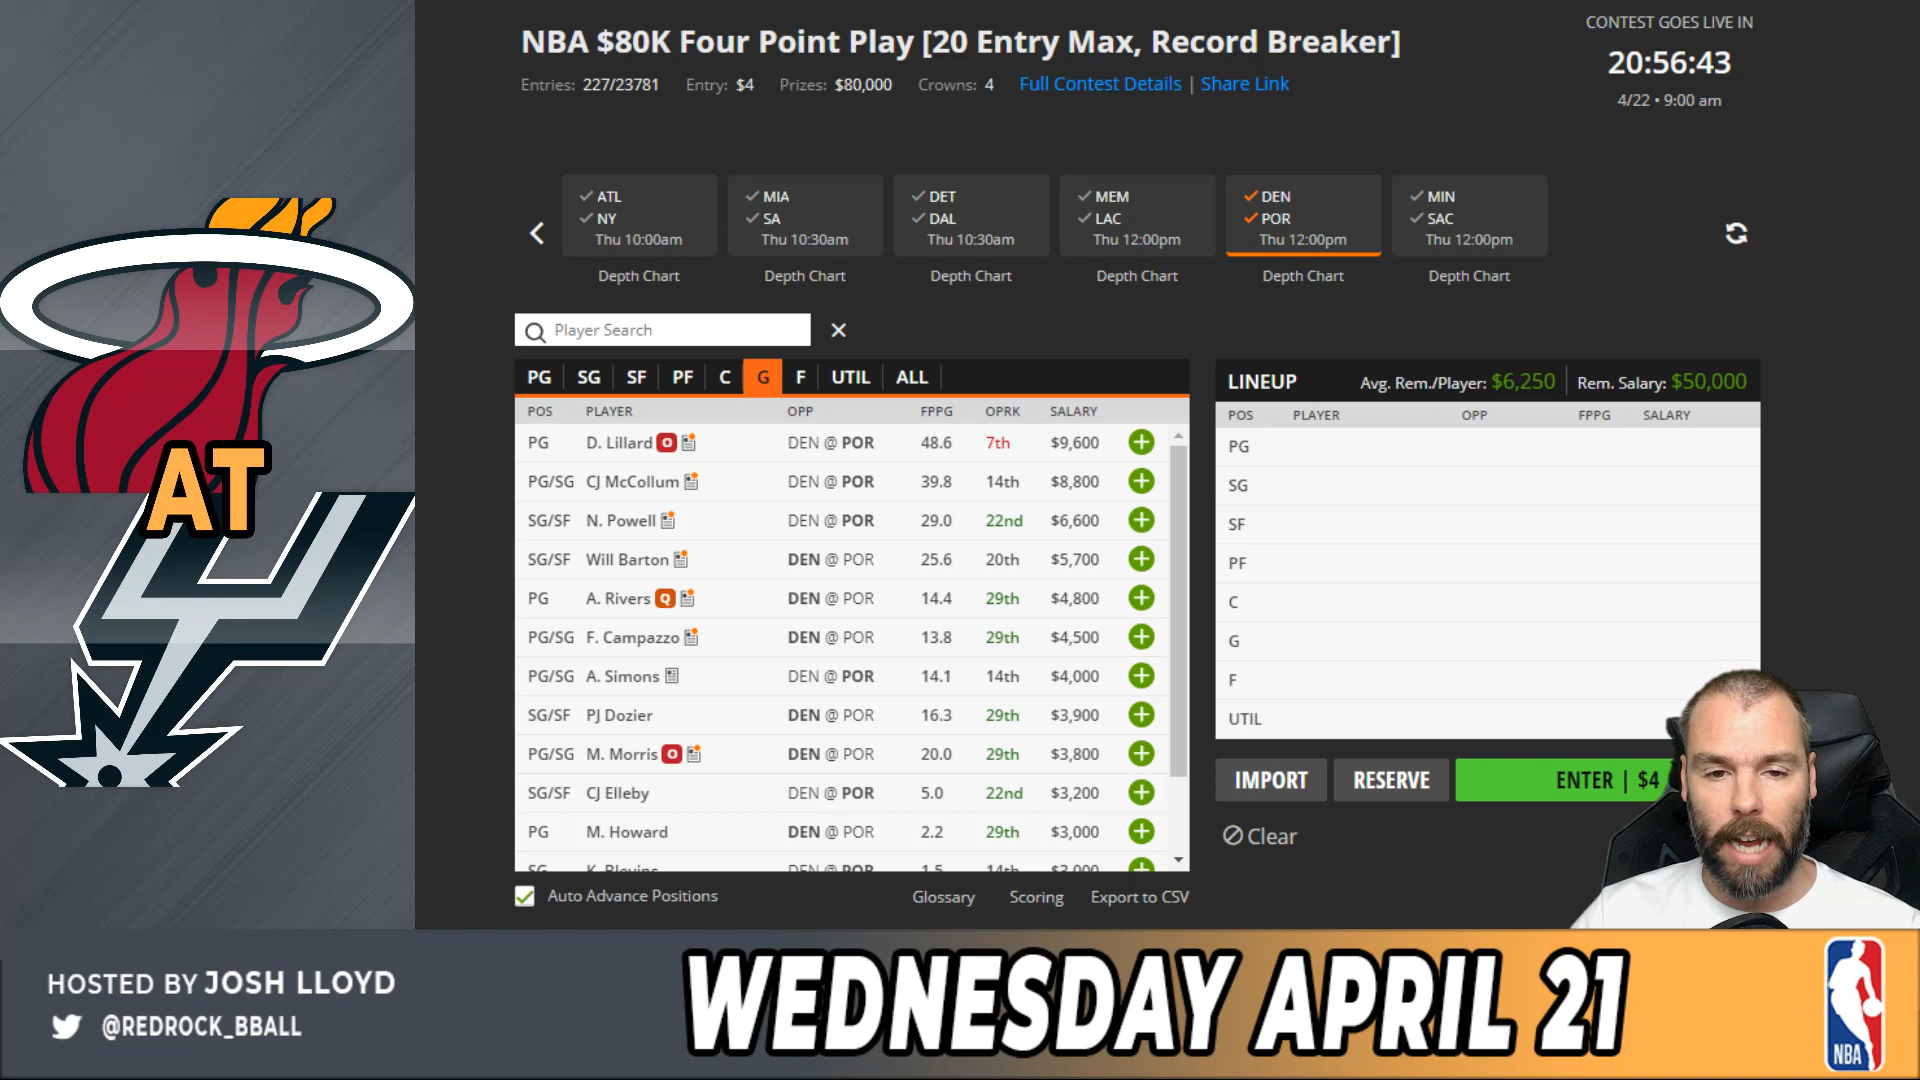 NBA $80K Four Point Play [20 Entry Max, Record Breaker]
Entries: 227/23781 Entry: $4 Prizes: $80,000 Crowns: 4 Full Contest Details | Share Link
CONTEST GOES LIVE IN
20:56:43
4/22 • 9:00 am
ATL
NY
Thu 10:00am
Depth Chart
MIA
SA
Thu 10:30am
Depth Chart
DET
DAL
Thu 10:30am
Depth Chart
MEM
LAC
Thu 12:00pm
Depth Chart
DEN
POR
Thu 12:00pm
Depth Chart
MIN
SAC
Thu 12:00pm
Depth Chart
Player Search
PG SG SF PF C G F UTIL ALL
POS PLAYER OPP FPPG OPRK SALARY
PG D. Lillard O DEN @ POR 48.6 7th $9,600
PG/SG CJ McCollum DEN @ POR 39.8 14th $8,800
SG/SF N. Powell DEN @ POR 29.0 22nd $6,600
SG/SF Will Barton DEN @ POR 25.6 20th $5,700
PG A. Rivers Q DEN @ POR 14.4 29th $4,800
PG/SG F. Campazzo DEN @ POR 13.8 29th $4,500
PG/SG A. Simons DEN @ POR 14.1 14th $4,000
SG/SF PJ Dozier DEN @ POR 16.3 29th $3,900
PG/SG M. Morris O DEN @ POR 20.0 29th $3,800
SG/SF CJ Elleby DEN @ POR 5.0 22nd $3,200
PG M. Howard DEN @ POR 2.2 29th $3,000
SG K. Blevins DEN @ POR 1.5 14th $3,000
Auto Advance Positions
Glossary Scoring Export to CSV
LINEUP Avg. Rem./Player: $6,250 Rem. Salary: $50,000
POS PLAYER OPP FPPG SALARY
PG
SG
SF
PF
C
G
F
UTIL
IMPORT RESERVE ENTER | $4
Clear
AT
HOSTED BY JOSH LLOYD
@REDROCK_BBALL
WEDNESDAY APRIL 21
NBA